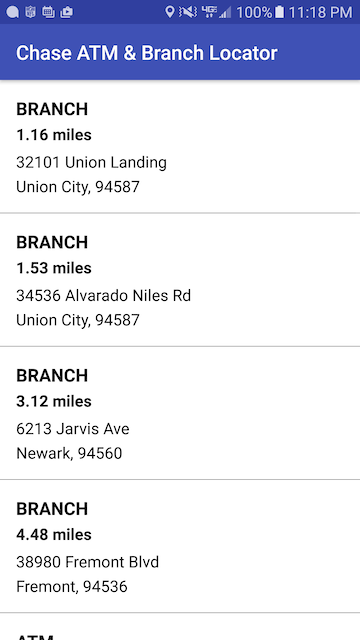 100% 11:18 PM
Chase ATM & Branch Locator
BRANCH
1.16 miles
32101 Union Landing
Union City, 94587
BRANCH
1.53 miles
34536 Alvarado Niles Rd
Union City, 94587
BRANCH
3.12 miles
6213 Jarvis Ave
Newark, 94560
BRANCH
4.48 miles
38980 Fremont Blvd
Fremont, 94536
ATM